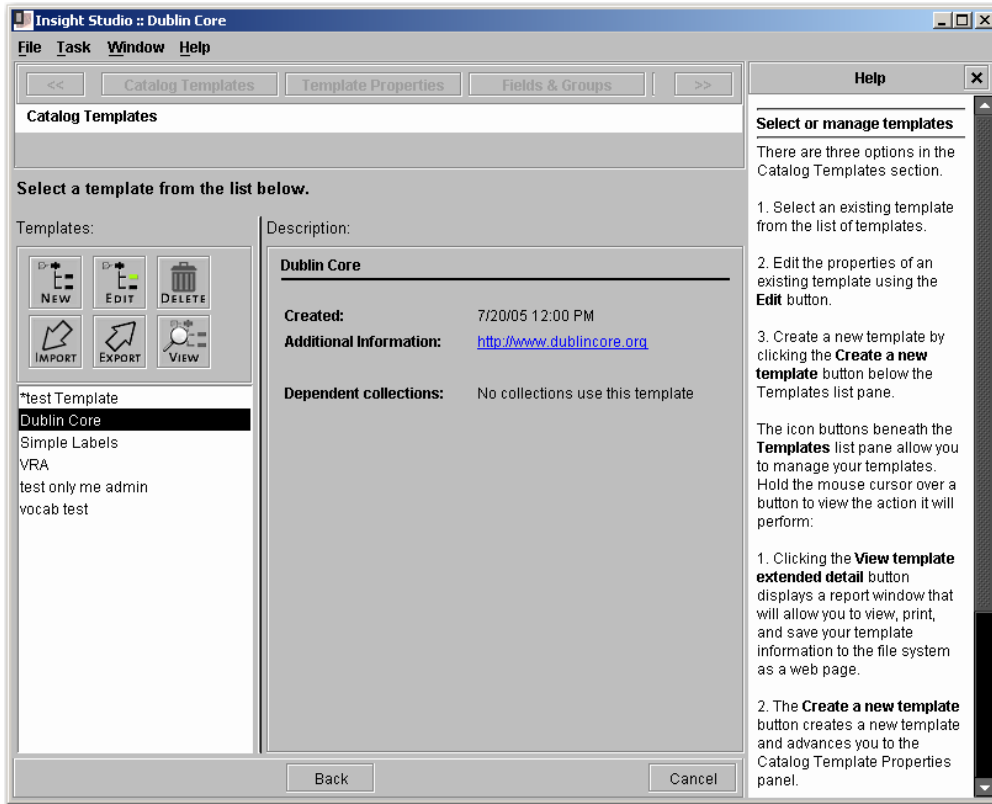 Insight Studio :: Dublin Core
File Task Window Help
<< Catalog Templates Template Properties Fields & Groups >>
Catalog Templates
Select a template from the list below.
Templates:
NEW EDIT DELETE
IMPORT EXPORT VIEW
*test Template
Dublin Core
Simple Labels
VRA
test only me admin
vocab test
Description:
Dublin Core
Created: 7/20/05 12:00 PM
Additional Information: http://www.dublincore.org
Dependent collections: No collections use this template
Back Cancel
Help
Select or manage templates
There are three options in the
Catalog Templates section.
1. Select an existing template
from the list of templates.
2. Edit the properties of an
existing template using the
Edit button.
3. Create a new template by
clicking the Create a new
template button below the
Templates list pane.
The icon buttons beneath the
Templates list pane allow you
to manage your templates.
Hold the mouse cursor over a
button to view the action it will
perform:
1. Clicking the View template
extended detail button
displays a report window that
will allow you to view, print,
and save your template
information to the file system
as a web page.
2. The Create a new template
button creates a new template
and advances you to the
Catalog Template Properties
panel.